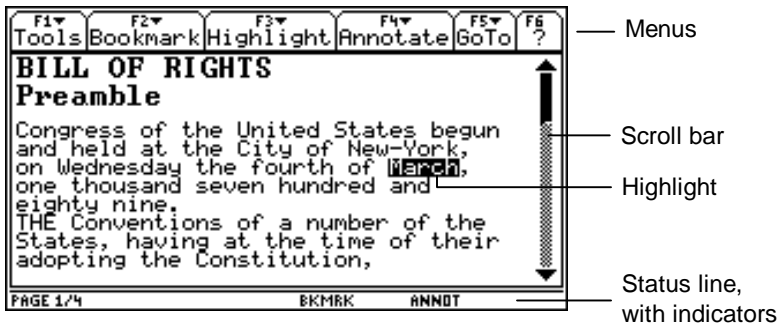 F1▾ F2▾ F3▾ F4▾ F5▾ F6
Tools Bookmark Highlight Annotate GoTo ?
Menus
BILL OF RIGHTS
Preamble
Congress of the United States begun
and held at the City of New-York,
Scroll bar
on Wednesday the fourth of March,
one thousand seven hundred and
Highlight
eighty nine.
THE Conventions of a number of the
States, having at the time of their
adopting the Constitution,
PAGE 1/4 BKMRK ANNOT
Status line,
with indicators